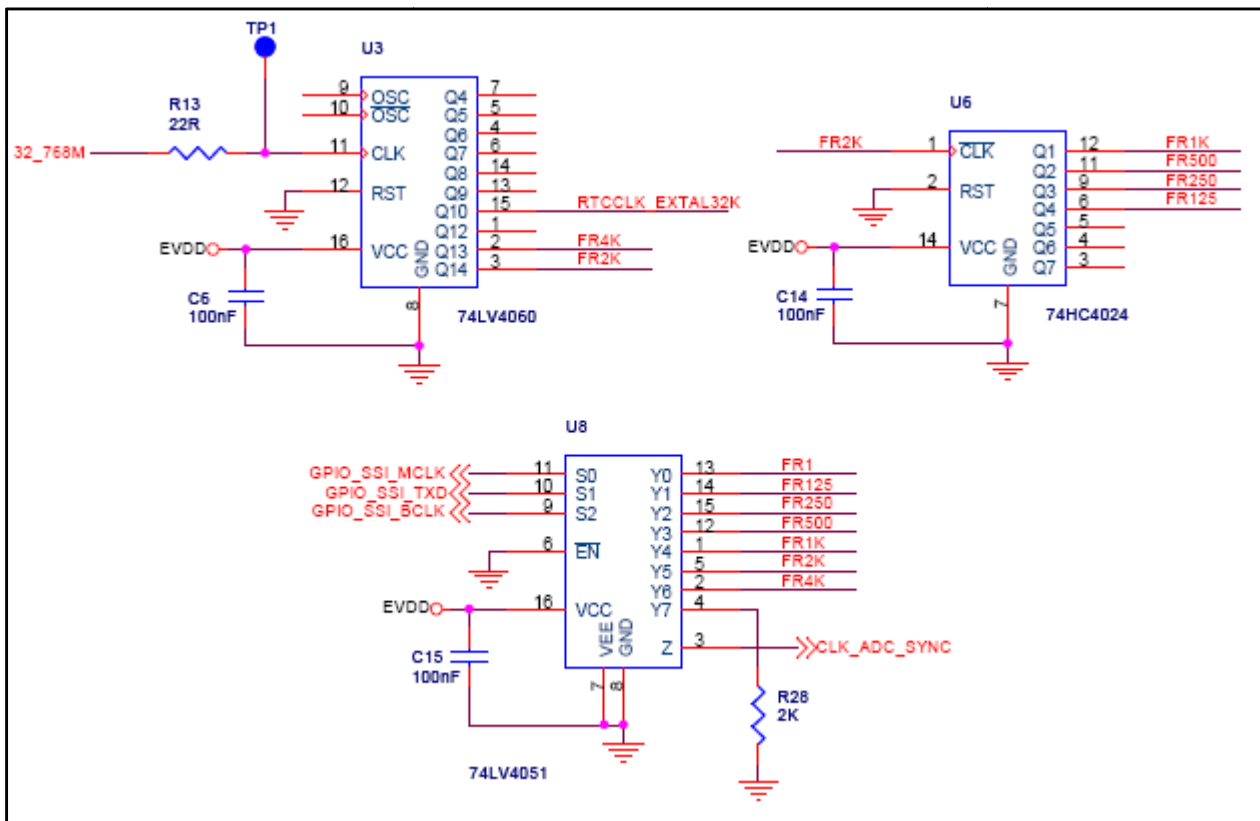 TP1
U3
R13
22R
32_768M
9 OSC Q4 7
10 OSC Q5 5
Q6 4
11 CLK Q7 6
Q8 14
12 RST Q9 13
Q10 15 RTCCLK_EXTAL32K
Q12 1
EVDD 16 VCC Q13 2 FR4K
GND Q14 3 FR2K
C6
100nF
8
74LV4060
U6
FR2K 1 CLK Q1 12 FR1K
Q2 11 FR500
2 RST Q3 9 FR250
Q4 6 FR125
Q5 5
EVDD 14 VCC Q6 4
GND Q7 3
C14
100nF
7
74HC4024
U8
GPIO_SSI_MCLK 11 S0 Y0 13 FR1
GPIO_SSI_TXD 10 S1 Y1 14 FR125
GPIO_SSI_BCLK 9 S2 Y2 15 FR250
Y3 12 FR500
6 EN Y4 1 FR1K
Y5 5 FR2K
Y6 2 FR4K
EVDD 16 VCC Y7 4
VEE GND Z 3 CLK_ADC_SYNC
C15
100nF
7 8
R28
2K
74LV4051